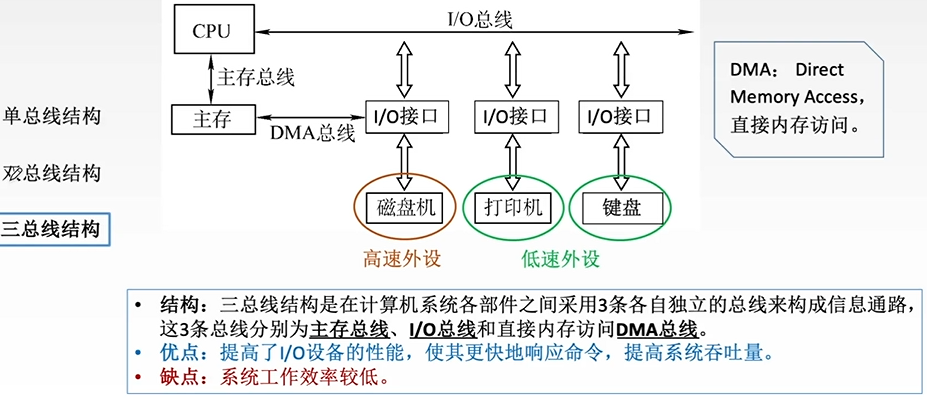 单总线结构
双总线结构
三总线结构
CPU
I/O总线
主存总线
主存
DMA总线
I/O接口
I/O接口
I/O接口
磁盘机
打印机
键盘
高速外设
低速外设
DMA： Direct
Memory Access，
直接内存访问。
• 结构：三总线结构是在计算机系统各部件之间采用3条各自独立的总线来构成信息通路，
这3条总线分别为主存总线、I/O总线和直接内存访问DMA总线。
• 优点：提高了I/O设备的性能，使其更快地响应命令，提高系统吞吐量。
• 缺点：系统工作效率较低。